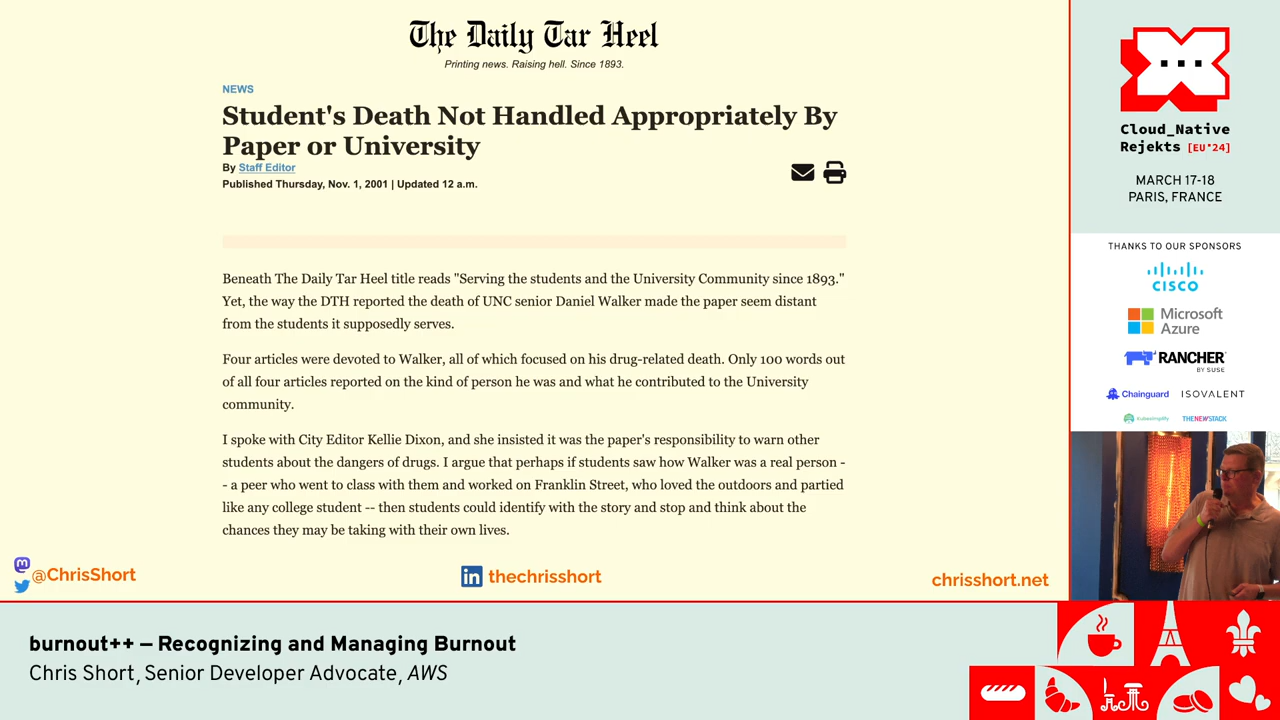 The Daily Tar Heel
Printing news. Raising hell. Since 1893.
NEWS
Student's Death Not Handled Appropriately By
Paper or University
By Staff Editor
Published Thursday, Nov. 1, 2001 | Updated 12 a.m.
Beneath The Daily Tar Heel title reads "Serving the students and the University Community since 1893."
Yet, the way the DTH reported the death of UNC senior Daniel Walker made the paper seem distant
from the students it supposedly serves.
Four articles were devoted to Walker, all of which focused on his drug-related death. Only 100 words out
of all four articles reported on the kind of person he was and what he contributed to the University
community.
I spoke with City Editor Kellie Dixon, and she insisted it was the paper's responsibility to warn other
students about the dangers of drugs. I argue that perhaps if students saw how Walker was a real person -
- a peer who went to class with them and worked on Franklin Street, who loved the outdoors and partied
like any college student -- then students could identify with the story and stop and think about the
chances they may be taking with their own lives.
@ChrisShort
in thechrisshort
chrisshort.net
Cloud_Native
Rejekts [EU'24]
MARCH 17-18
PARIS, FRANCE
THANKS TO OUR SPONSORS
CISCO
Microsoft
Azure
RANCHER
BY SUSE
Chainguard ISOVALENT
kubesimplify THENEWSTACK
burnout++ – Recognizing and Managing Burnout
Chris Short, Senior Developer Advocate, AWS